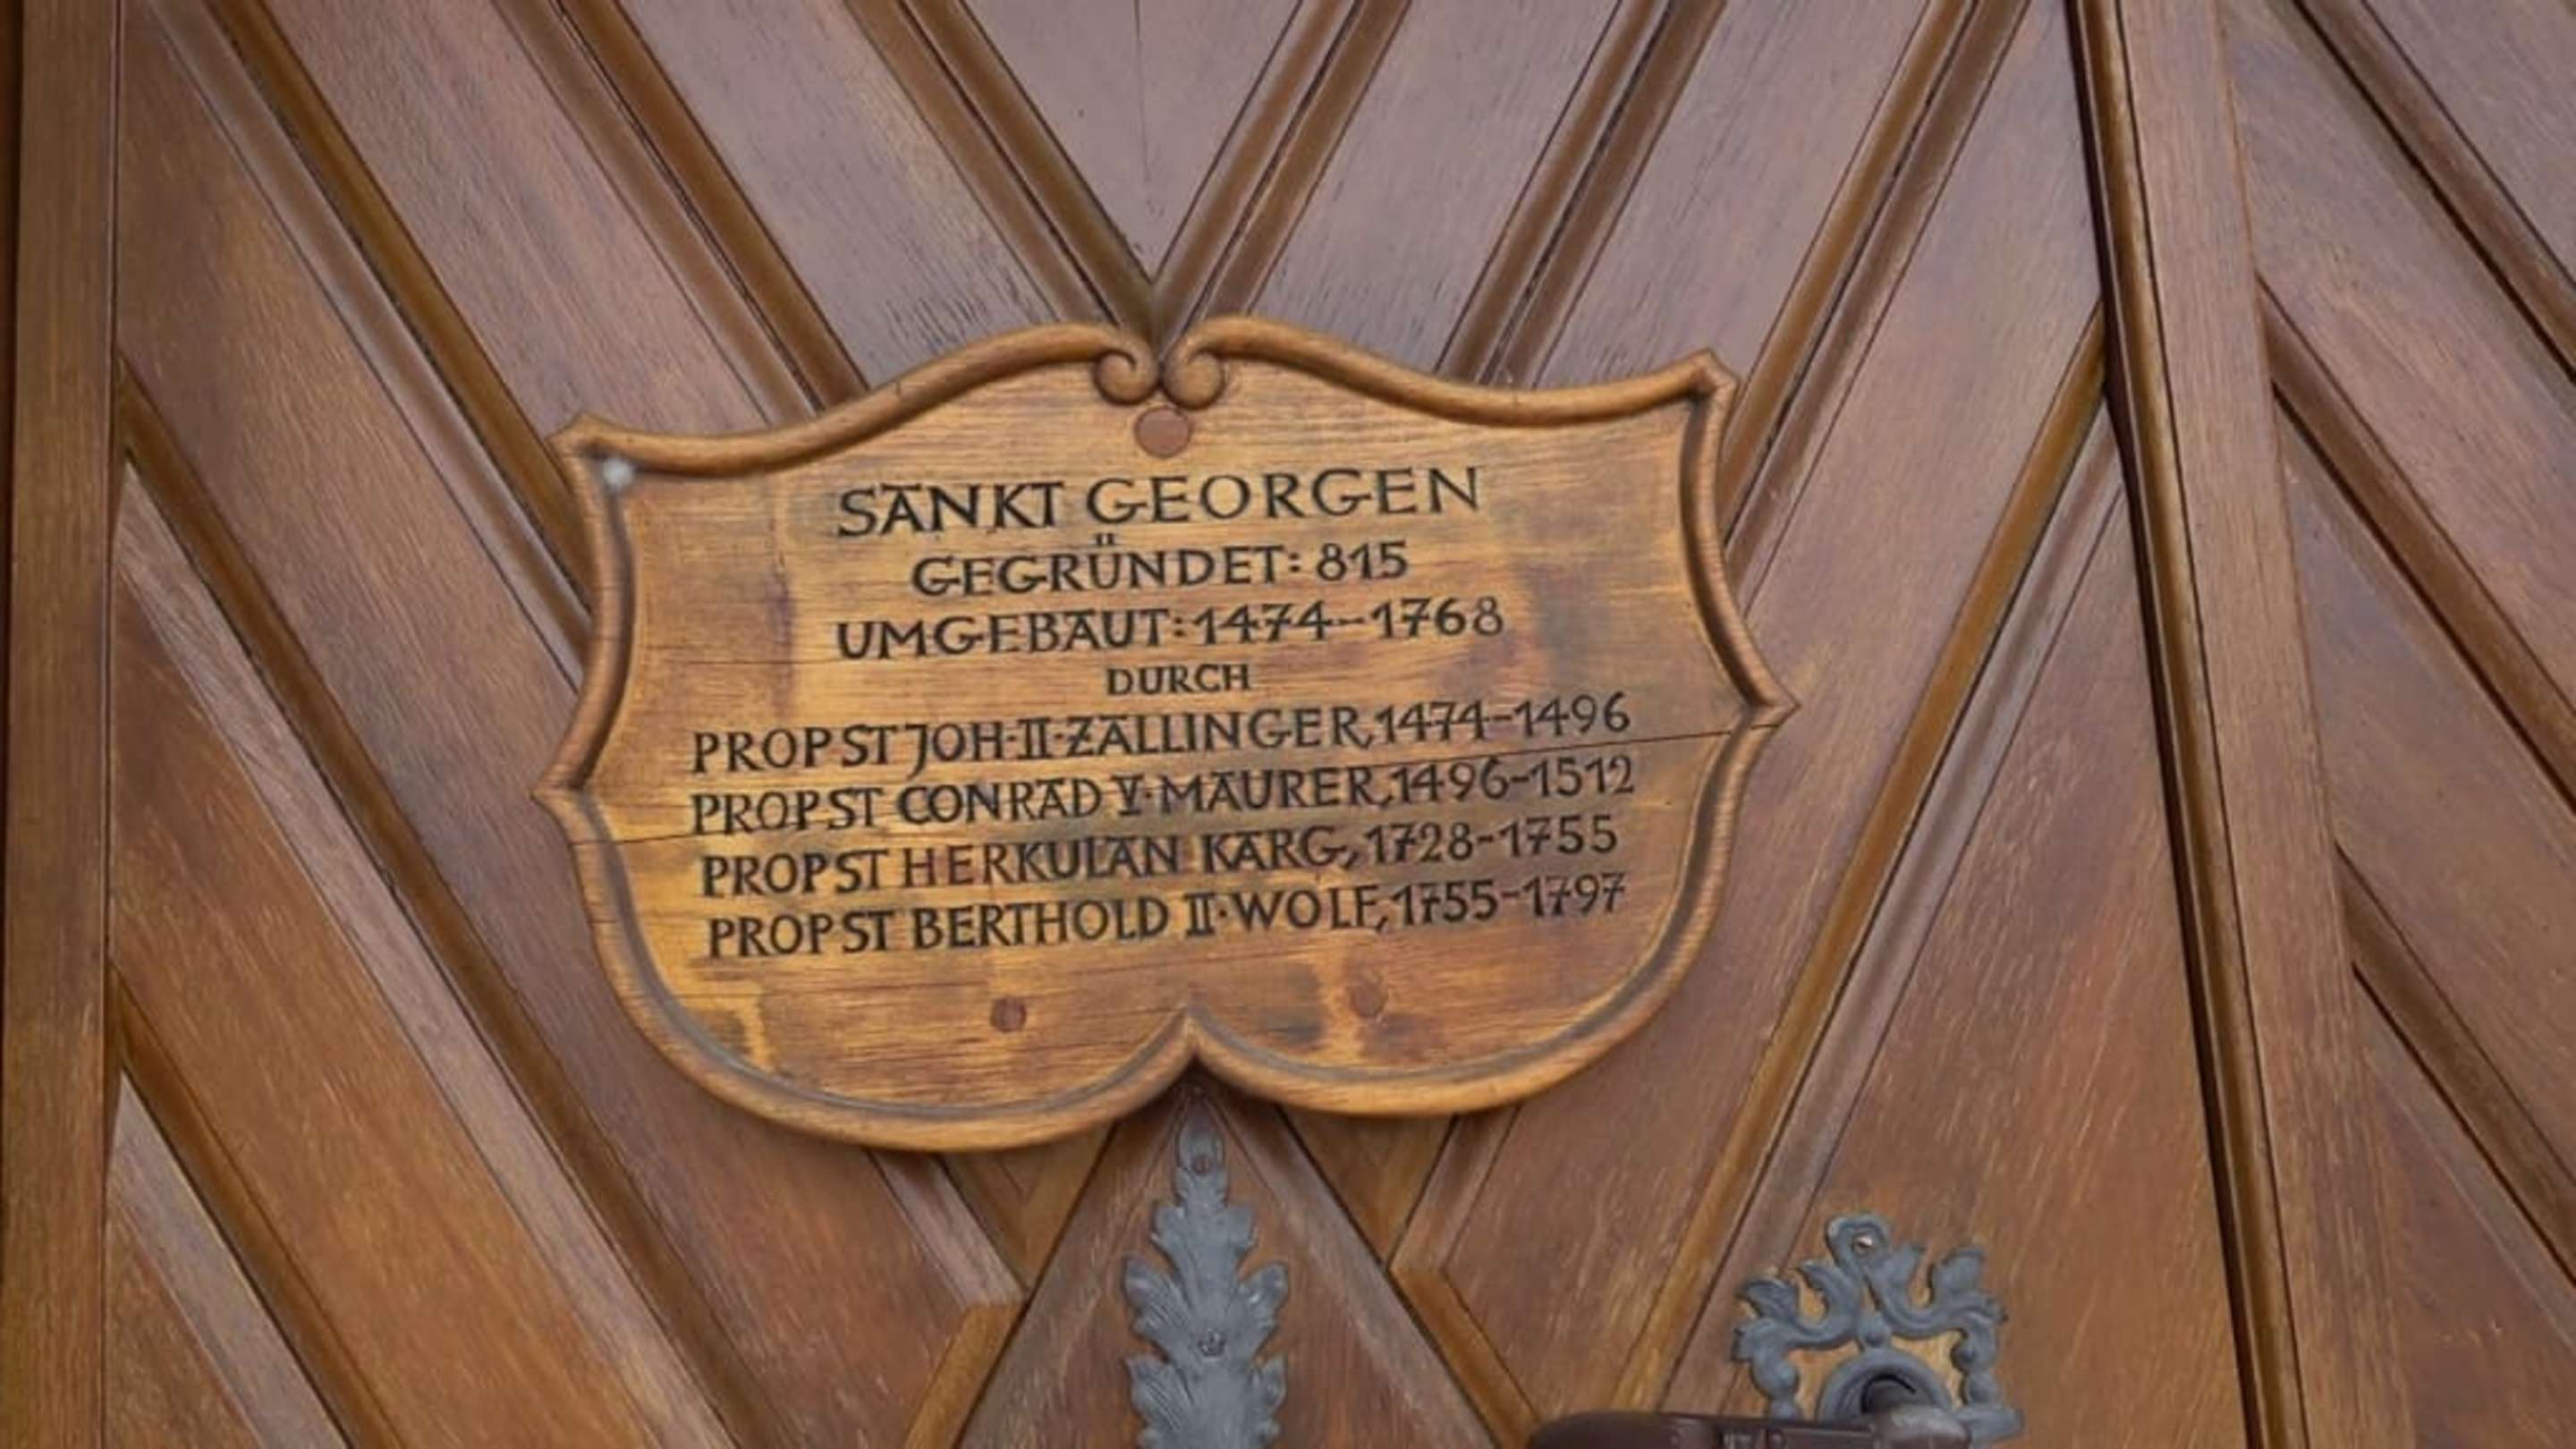 SANKT GEORGEN
GEGRÜNDET: 815
UMGEBAUT: 1474--1768
DURCH
PROPST JOH·II·ZALLINGER, 1474-1496
PROPST CONRAD V·MAURER, 1496-1512
PROPST HERKULAN KARG, 1728-1755
PROPST BERTHOLD II·WOLF, 1755-1797